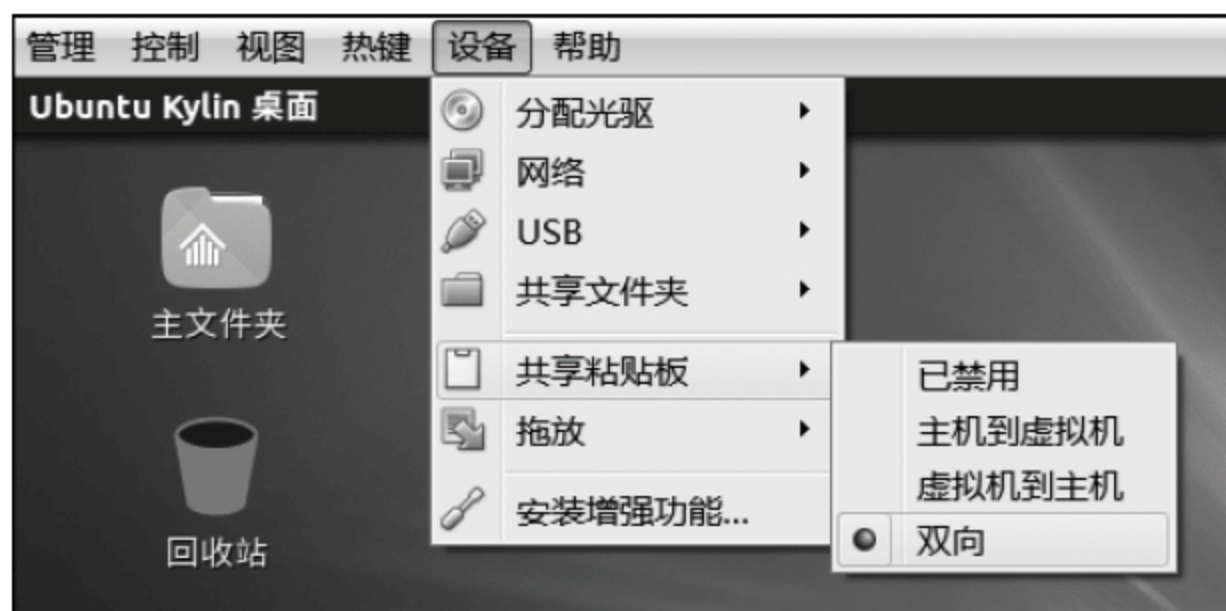 管理 控制 视图 热键 设备 帮助
Ubuntu Kylin 桌面
分配光驱
网络
USB
共享文件夹
共享粘贴板
拖放
安装增强功能...
已禁用
主机到虚拟机
虚拟机到主机
双向
主文件夹
回收站